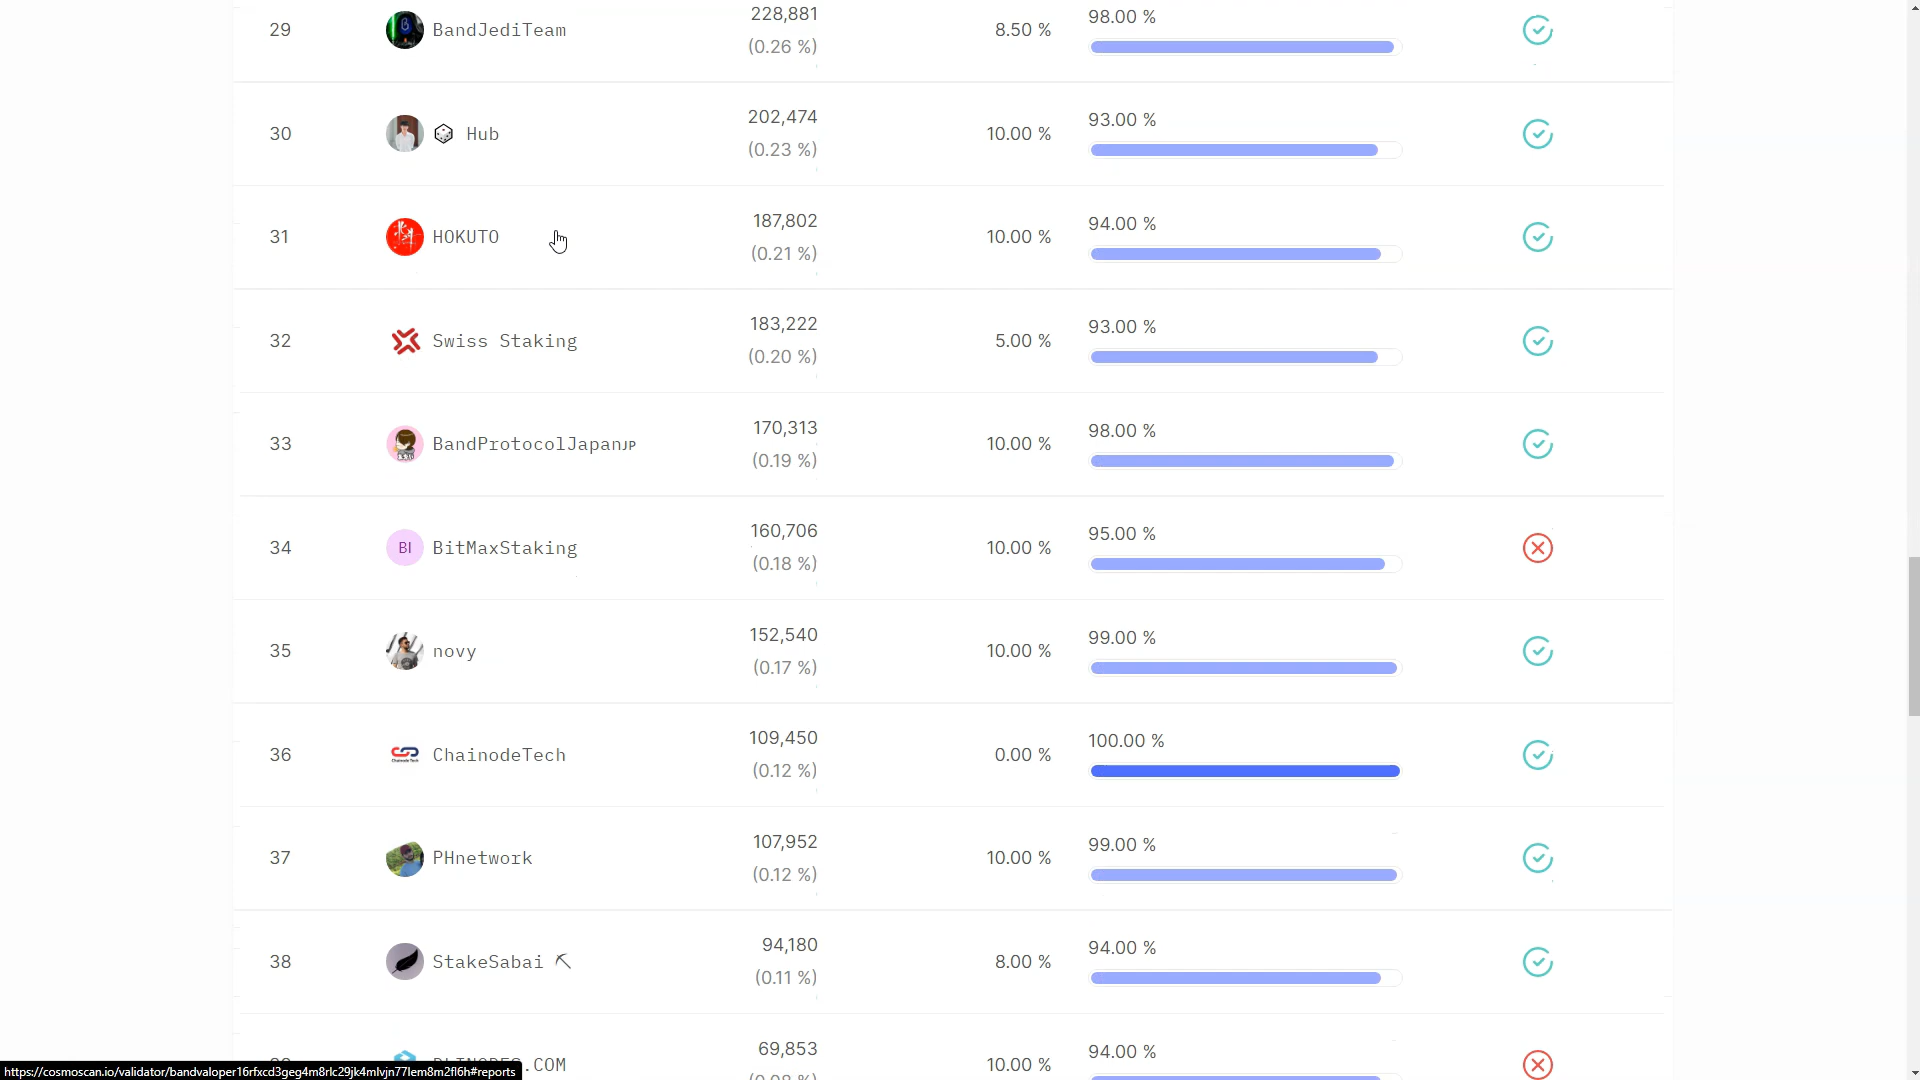 29 BandJediTeam 228,881 (0.26 %) 8.50 % 98.00 %
30 Hub 202,474 (0.23 %) 10.00 % 93.00 %
31 HOKUTO 187,802 (0.21 %) 10.00 % 94.00 %
32 Swiss Staking 183,222 (0.20 %) 5.00 % 93.00 %
33 BandProtocolJapanJP 170,313 (0.19 %) 10.00 % 98.00 %
34 BI BitMaxStaking 160,706 (0.18 %) 10.00 % 95.00 %
35 novy 152,540 (0.17 %) 10.00 % 99.00 %
36 ChainodeTech 109,450 (0.12 %) 0.00 % 100.00 %
37 PHnetwork 107,952 (0.12 %) 10.00 % 99.00 %
38 StakeSabai 94,180 (0.11 %) 8.00 % 94.00 %
.COM 69,853 10.00 % 94.00 %
https://cosmoscan.io/validator/bandvaloper16rfxcd3geg4m8rlc29jk4mlvjn77lem8m2fl6h#reports